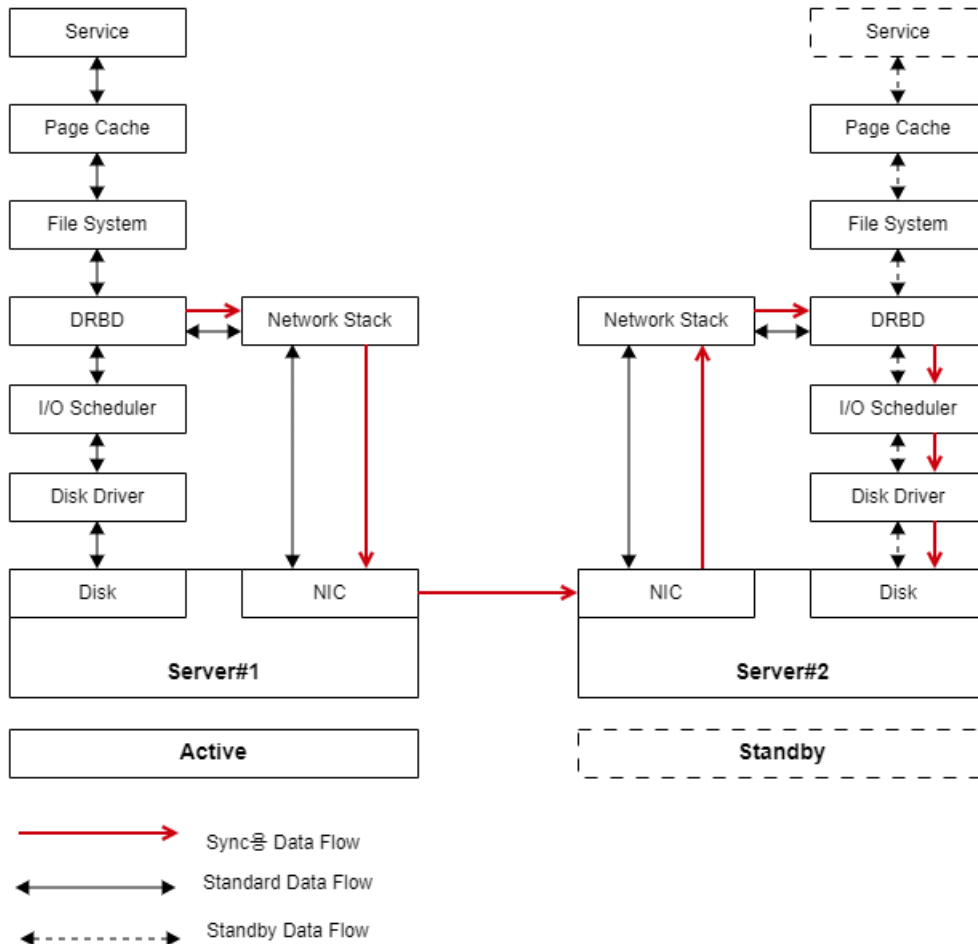 Service
Service
Page Cache
Page Cache
File System
File System
DRBD
Network Stack
Network Stack
DRBD
I/O Scheduler
I/O Scheduler
Disk Driver
Disk Driver
Disk
NIC
NIC
Disk
Server#1
Server#2
Active
Standby
Sync용 Data Flow
Standard Data Flow
Standby Data Flow